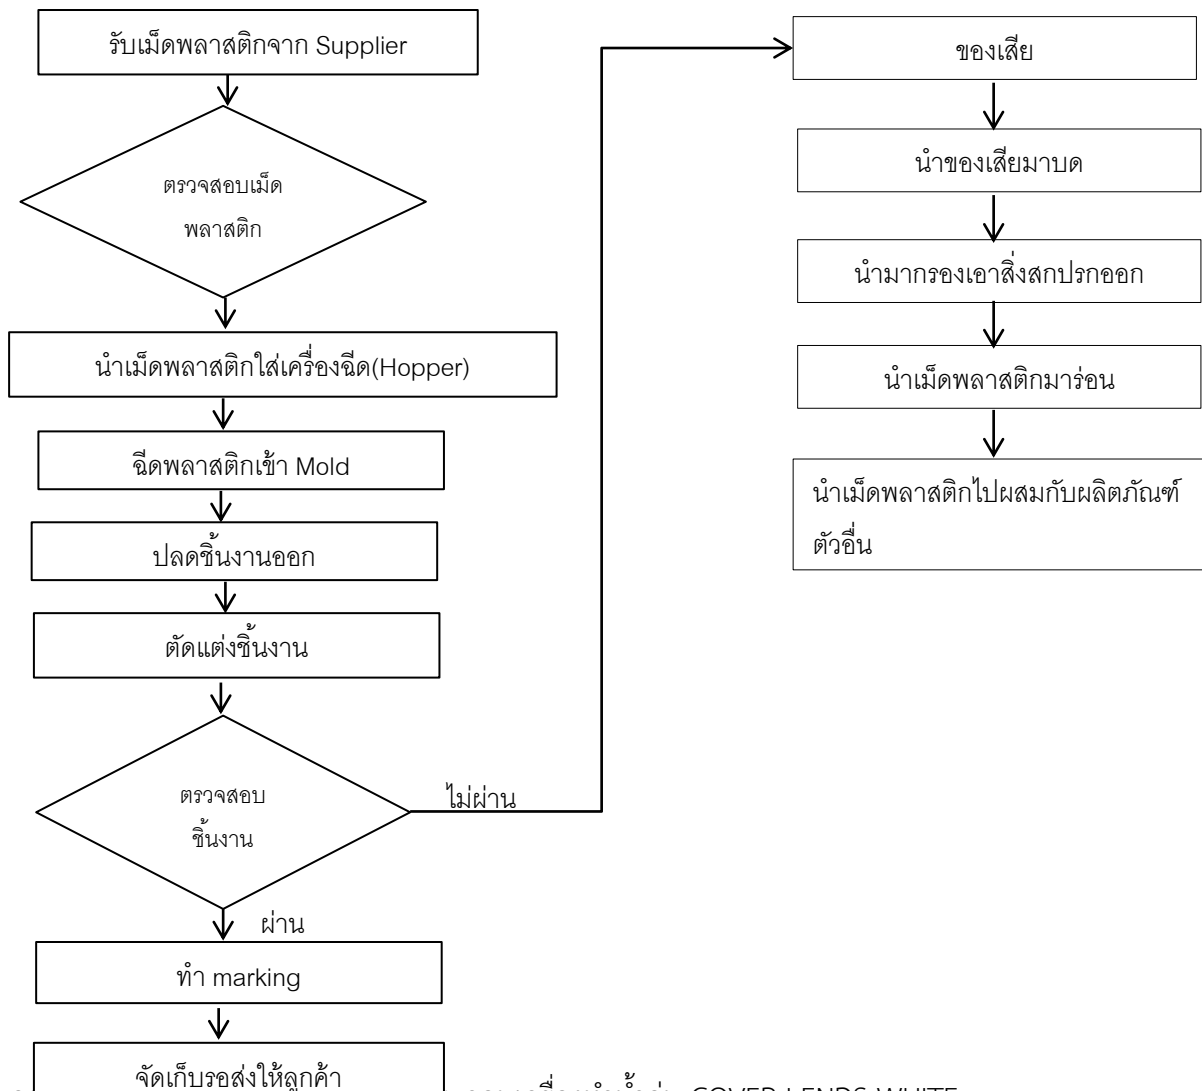 รับเม็ดพลาสติกจาก Supplier
ตรวจสอบเม็ด
พลาสติก
นำเม็ดพลาสติกใส่เครื่องฉีด(Hopper)
ฉีดพลาสติกเข้า Mold
ปลดชิ้นงานออก
ตัดแต่งชิ้นงาน
ตรวจสอบ
ชิ้นงาน
ไม่ผ่าน
ผ่าน
ทำ marking
จัดเก็บรอส่งให้ลูกค้า
ของเสีย
นำของเสียมาบด
นำมากรองเอาสิ่งสกปรกออก
นำเม็ดพลาสติกมาร่อน
นำเม็ดพลาสติกไปผสมกับผลิตภัณฑ์
ตัวอื่น
COVER LENDS WHITE